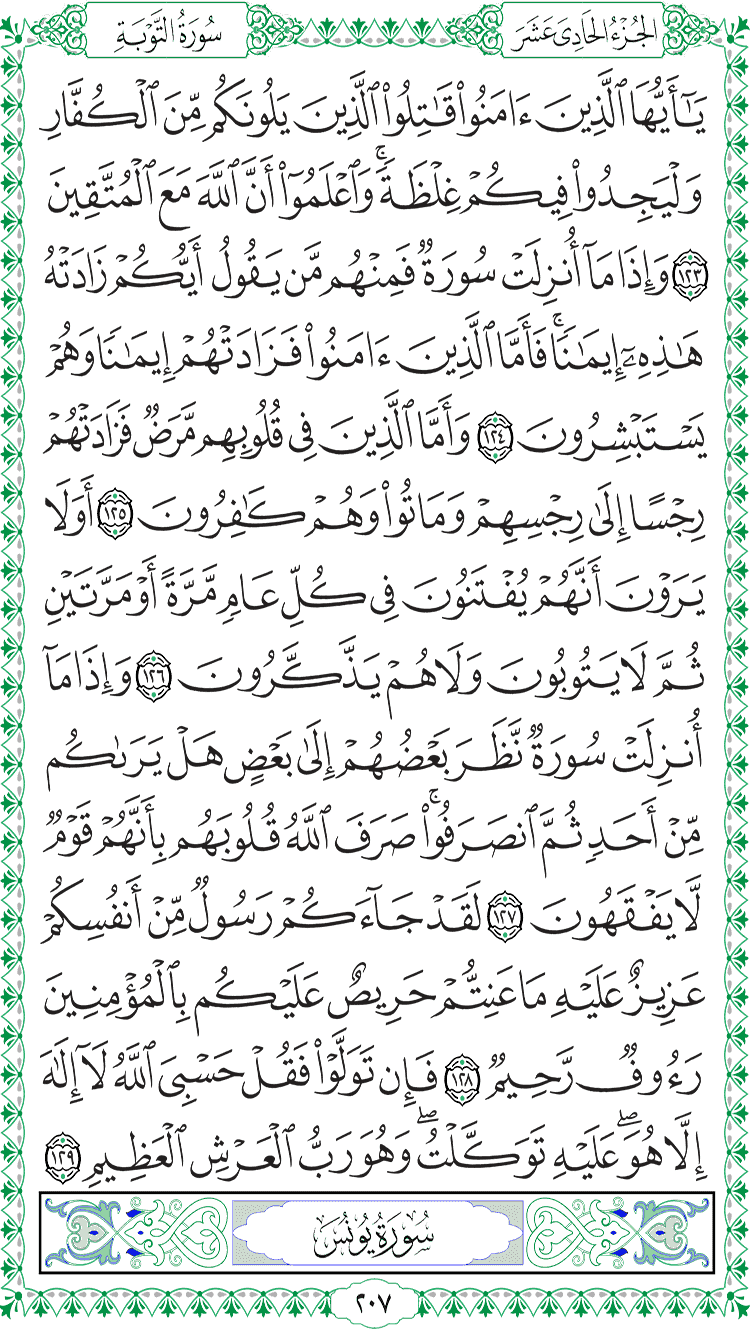 الجُزْءُ الحَادِي عَشَر
سُورَةُ التَّوْبَةِ
يَٰٓأَيُّهَا ٱلَّذِينَ ءَامَنُوا۟ قَٰتِلُوا۟ ٱلَّذِينَ يَلُونَكُم مِّنَ ٱلْكُفَّارِ
وَلْيَجِدُوا۟ فِيكُمْ غِلْظَةً ۚ وَٱعْلَمُوٓا۟ أَنَّ ٱللَّهَ مَعَ ٱلْمُتَّقِينَ
١٢٣ وَإِذَا مَآ أُنزِلَتْ سُورَةٌ فَمِنْهُم مَّن يَقُولُ أَيُّكُمْ زَادَتْهُ
هَٰذِهِۦٓ إِيمَٰنًا ۚ فَأَمَّا ٱلَّذِينَ ءَامَنُوا۟ فَزَادَتْهُمْ إِيمَٰنًا وَهُمْ
يَسْتَبْشِرُونَ ١٢٤ وَأَمَّا ٱلَّذِينَ فِى قُلُوبِهِم مَّرَضٌ فَزَادَتْهُمْ
رِجْسًا إِلَىٰ رِجْسِهِمْ وَمَاتُوا۟ وَهُمْ كَٰفِرُونَ ١٢٥ أَوَلَا
يَرَوْنَ أَنَّهُمْ يُفْتَنُونَ فِى كُلِّ عَامٍ مَّرَّةً أَوْ مَرَّتَيْنِ
ثُمَّ لَا يَتُوبُونَ وَلَا هُمْ يَذَّكَّرُونَ ١٢٦ وَإِذَا مَآ
أُنزِلَتْ سُورَةٌ نَّظَرَ بَعْضُهُمْ إِلَىٰ بَعْضٍ هَلْ يَرَىٰكُم
مِّنْ أَحَدٍ ثُمَّ ٱنصَرَفُوا۟ ۚ صَرَفَ ٱللَّهُ قُلُوبَهُم بِأَنَّهُمْ قَوْمٌ
لَّا يَفْقَهُونَ ١٢٧ لَقَدْ جَآءَكُمْ رَسُولٌ مِّنْ أَنفُسِكُمْ
عَزِيزٌ عَلَيْهِ مَا عَنِتُّمْ حَرِيصٌ عَلَيْكُم بِٱلْمُؤْمِنِينَ
رَءُوفٌ رَّحِيمٌ ١٢٨ فَإِن تَوَلَّوْا۟ فَقُلْ حَسْبِىَ ٱللَّهُ لَآ إِلَٰهَ
إِلَّا هُوَ ۖ عَلَيْهِ تَوَكَّلْتُ ۖ وَهُوَ رَبُّ ٱلْعَرْشِ ٱلْعَظِيمِ ١٢٩
سُورَةُ يُونُسَ
٢٠٧